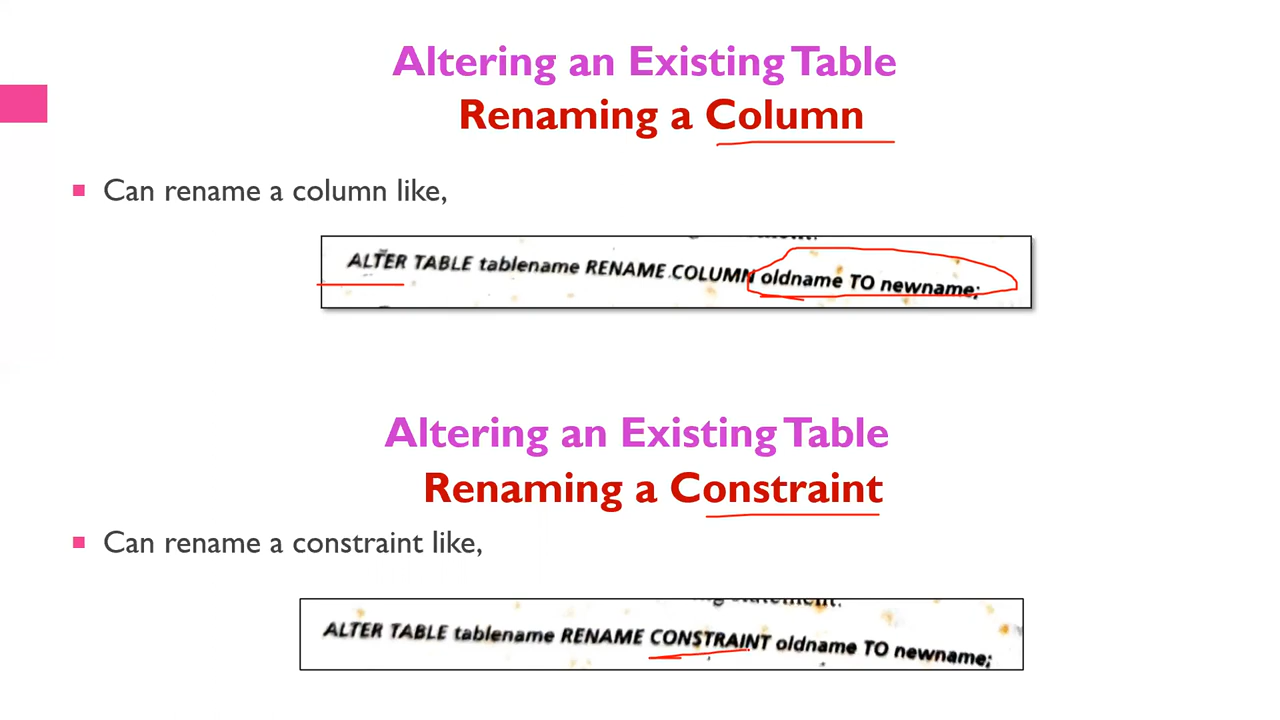 Altering an Existing Table
Renaming a Column
Can rename a column like,
ALTER TABLE tablename RENAME COLUMN oldname TO newname;
Altering an Existing Table
Renaming a Constraint
Can rename a constraint like,
ALTER TABLE tablename RENAME CONSTRAINT oldname TO newname;